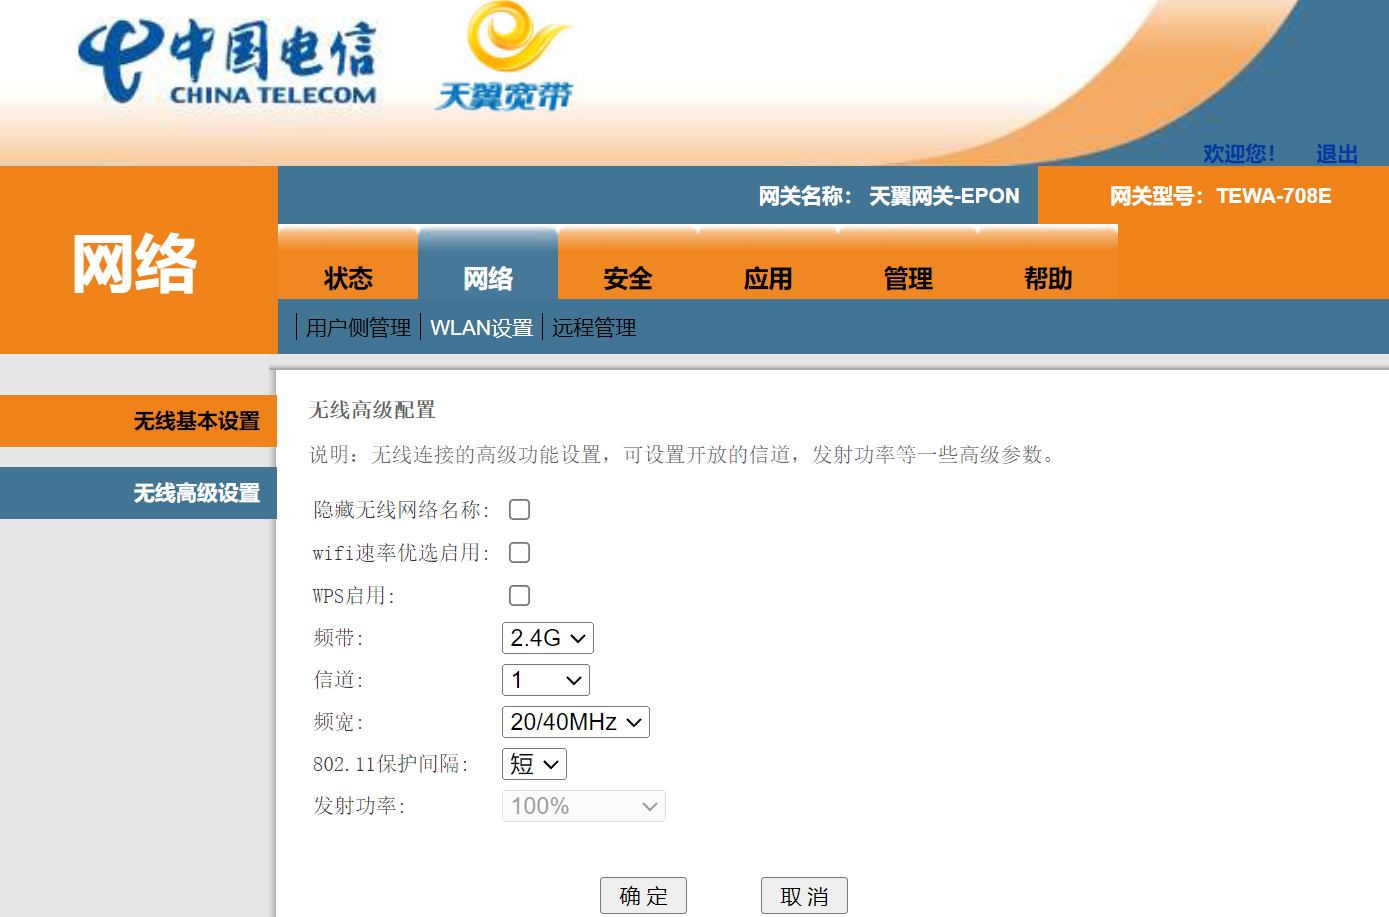 中国电信
CHINA TELECOM
天翼宽带
欢迎您! 退出
网关名称： 天翼网关-EPON 网关型号：TEWA-708E
网络
状态 网络 安全 应用 管理 帮助
用户侧管理 WLAN设置 远程管理
无线基本设置
无线高级设置
无线高级配置
说明：无线连接的高级功能设置，可设置开放的信道，发射功率等一些高级参数。
隐藏无线网络名称:
wifi速率优选启用:
WPS启用:
频带: 2.4G
信道: 1
频宽: 20/40MHz
802.11保护间隔: 短
发射功率: 100%
确 定 取 消